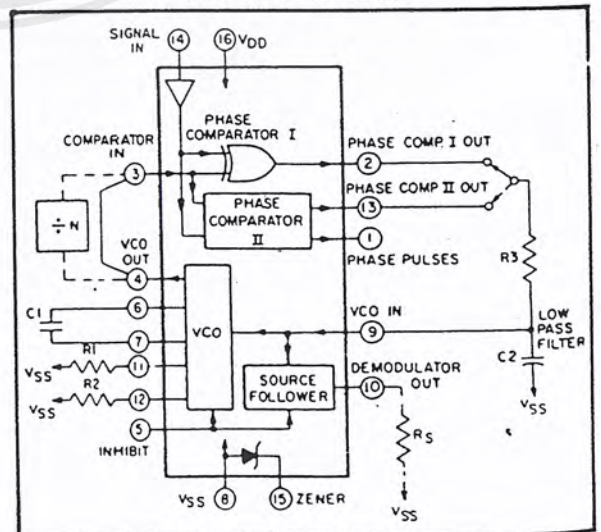 SIGNAL IN
14
16 VDD
PHASE COMPARATOR I
COMPARATOR IN
3
PHASE COMP. I OUT
2
PHASE COMP II OUT
13
PHASE COMPARATOR II
1
PHASE PULSES
÷ N
VCO OUT
4
R3
6
C1
7
VCO
VCO IN
9
LOW PASS FILTER
VSS R1 11
VSS R2 12
SOURCE FOLLOWER
DEMODULATOR OUT
10
C2
VSS
5
INHIBIT
RS
VSS 8
15 ZENER
VSS